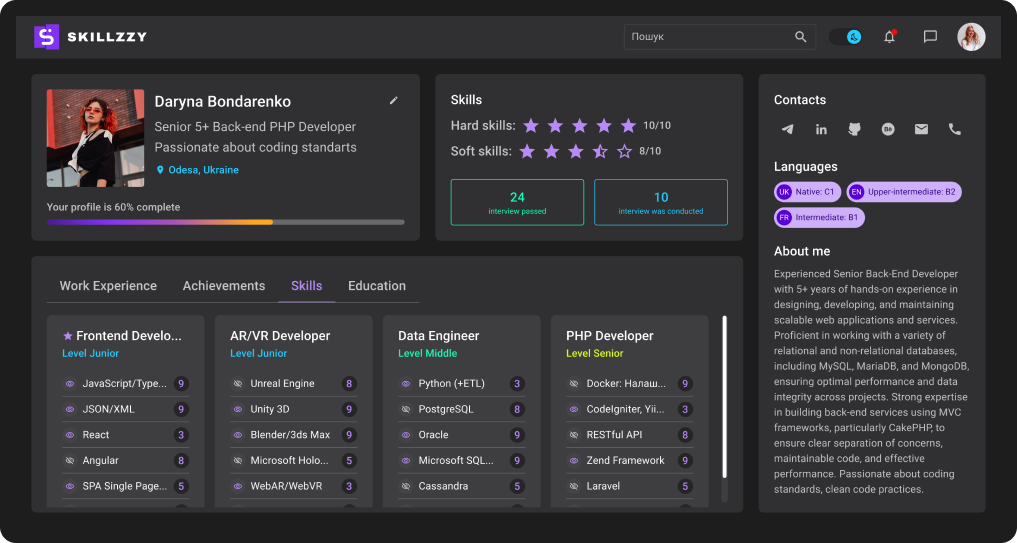 SKILLZZY
Пошук
Daryna Bondarenko
Senior 5+ Back-end PHP Developer
Passionate about coding standarts
Odesa, Ukraine
Your profile is 60% complete
Skills
Hard skills: 10/10
Soft skills: 8/10
24
interview passed
10
interview was conducted
Contacts
in
Bē
Languages
UK Native: C1
EN Upper-intermediate: B2
FR Intermediate: B1
About me
Experienced Senior Back-End Developer
with 5+ years of hands-on experience in
designing, developing, and maintaining
scalable web applications and services.
Proficient in working with a variety of
relational and non-relational databases,
including MySQL, MariaDB, and MongoDB,
ensuring optimal performance and data
integrity across projects. Strong expertise
in building back-end services using MVC
frameworks, particularly CakePHP, to
ensure clear separation of concerns,
maintainable code, and effective
performance. Passionate about coding
standards, clean code practices.
Work Experience
Achievements
Skills
Education
Frontend Develo...
Level Junior
JavaScript/Type... 9
JSON/XML 9
React 3
Angular 8
SPA Single Page... 5
AR/VR Developer
Level Junior
Unreal Engine 8
Unity 3D 9
Blender/3ds Max 9
Microsoft Holo... 5
WebAR/WebVR 3
Data Engineer
Level Middle
Python (+ETL) 3
PostgreSQL 8
Oracle 9
Microsoft SQL... 9
Cassandra 5
PHP Developer
Level Senior
Docker: Налаш... 9
CodeIgniter, Yii... 3
RESTful API 8
Zend Framework 9
Laravel 5